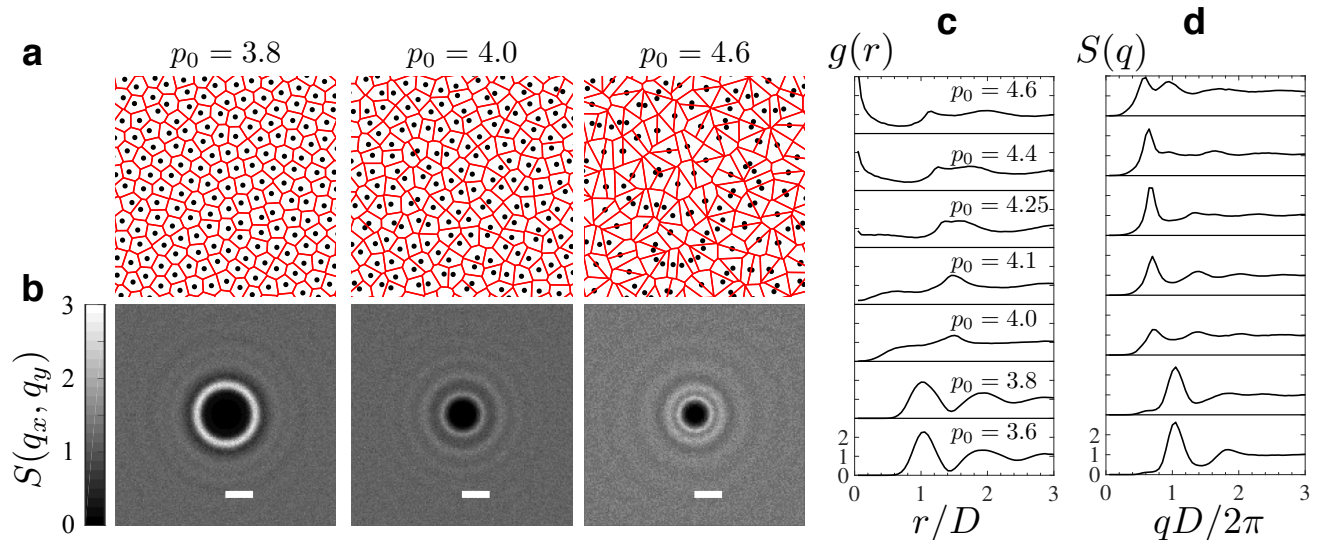 a
p₀ = 3.8
p₀ = 4.0
p₀ = 4.6
b
3
2
1
0
S(qₓ, q_y)
c
g(r)
p₀ = 4.6
p₀ = 4.4
p₀ = 4.25
p₀ = 4.1
p₀ = 4.0
p₀ = 3.8
p₀ = 3.6
2
1
0
0 1 2 3
r/D
d
S(q)
2
1
0
0 1 2 3
qD/2π